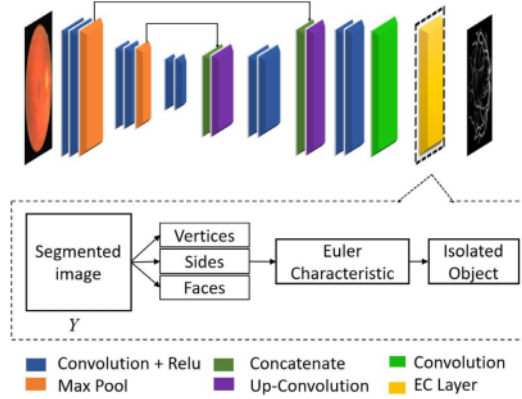 Segmented
image
Y
Vertices
Sides
Faces
Euler
Characteristic
Isolated
Object
Convolution + Relu
Concatenate
Convolution
Max Pool
Up-Convolution
EC Layer